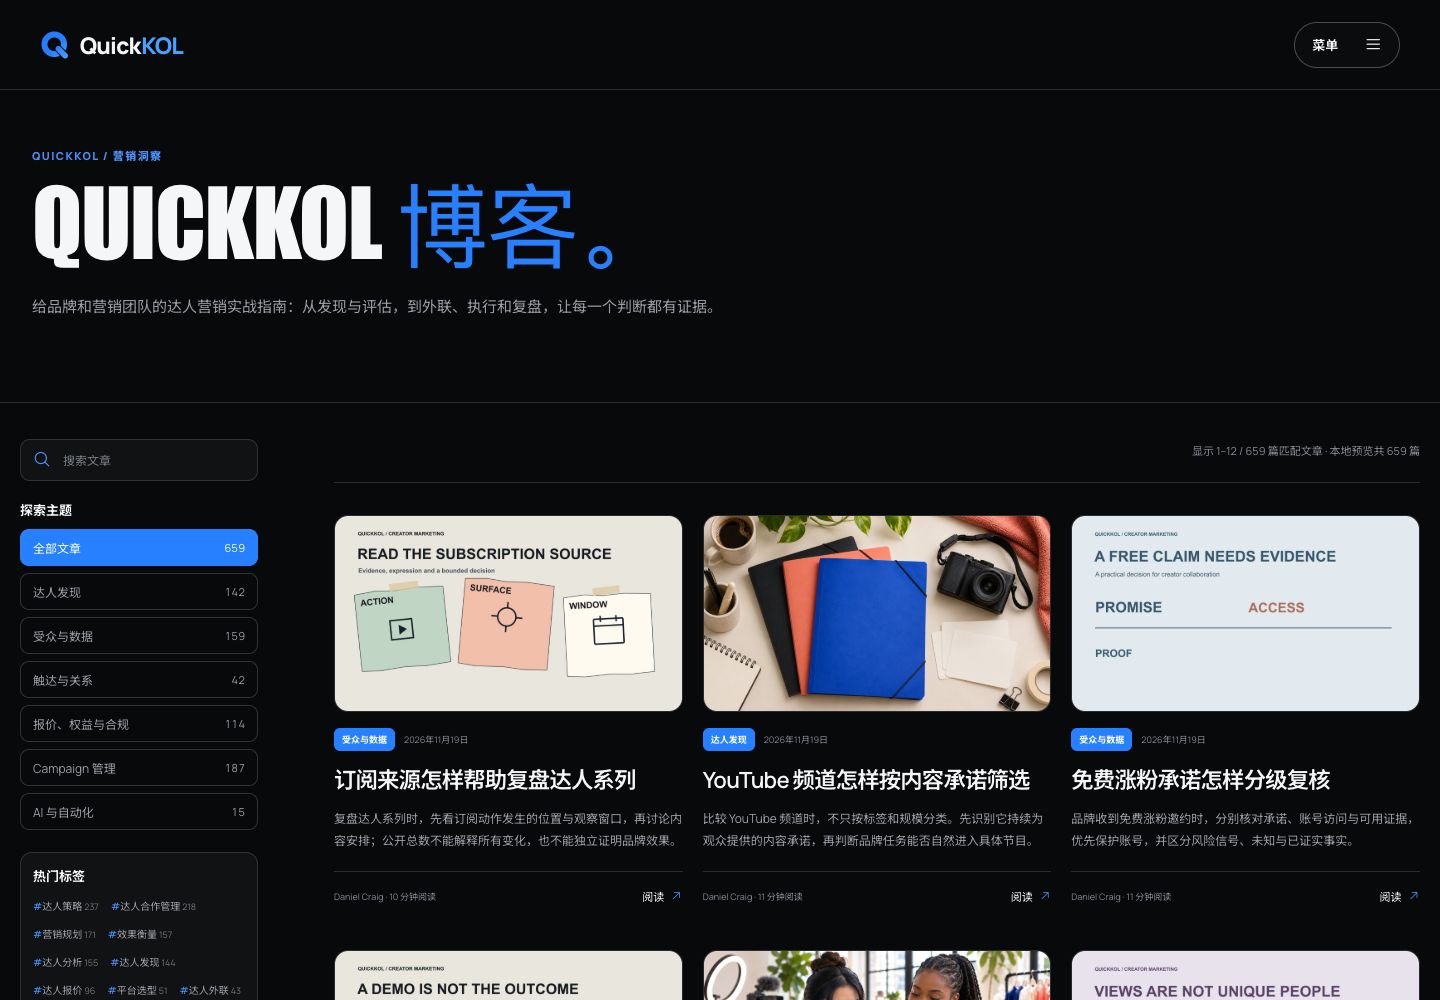 QuickKOL
菜单
QUICKKOL / 营销洞察
QUICKKOL 博客。
给品牌和营销团队的达人营销实战指南：从发现与评估，到外联、执行和复盘，让每一个判断都有证据。
搜索文章
显示 1–12 / 659 篇匹配文章 · 本地预览共 659 篇
探索主题
全部文章 659
达人发现 142
受众与数据 159
触达与关系 42
报价、权益与合规 114
Campaign 管理 187
AI 与自动化 15
热门标签
#达人策略 237 #达人合作管理 218
#营销规划 171 #效果衡量 157
#达人分析 155 #达人发现 144
#达人报价 96 #平台选型 51 #达人外联 43
QUICKKOL / CREATOR MARKETING
READ THE SUBSCRIPTION SOURCE
Evidence, expression and a bounded decision
ACTION
SURFACE
WINDOW
受众与数据 2026年11月19日
订阅来源怎样帮助复盘达人系列
复盘达人系列时，先看订阅动作发生的位置与观察窗口，再讨论内
容安排；公开总数不能解释所有变化，也不能独立证明品牌效果。
Daniel Craig · 10 分钟阅读
阅读
达人发现 2026年11月19日
YouTube 频道怎样按内容承诺筛选
比较 YouTube 频道时，不只按标签和规模分类。先识别它持续为
观众提供的内容承诺，再判断品牌任务能否自然进入具体节目。
Daniel Craig · 11 分钟阅读
阅读
QUICKKOL / CREATOR MARKETING
A FREE CLAIM NEEDS EVIDENCE
A practical decision for creator collaboration
PROMISE
ACCESS
PROOF
受众与数据 2026年11月19日
免费涨粉承诺怎样分级复核
品牌收到免费涨粉邀约时，分别核对承诺、账号访问与可用证据，
优先保护账号，并区分风险信号、未知与已证实事实。
Daniel Craig · 11 分钟阅读
阅读
QUICKKOL / CREATOR MARKETING
A DEMO IS NOT THE OUTCOME
QUICKKOL / CREATOR MARKETING
VIEWS ARE NOT UNIQUE PEOPLE